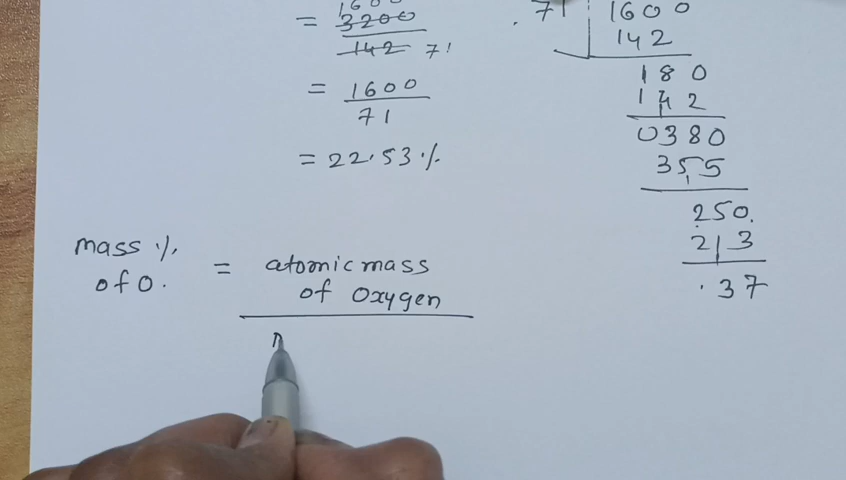 1600
= 3200
142 71
= 1600
71
= 22.53 %
mass %
of O.
= atomic mass
of Oxygen
.71 1600
142
180
142
0380
355
250.
213
.37